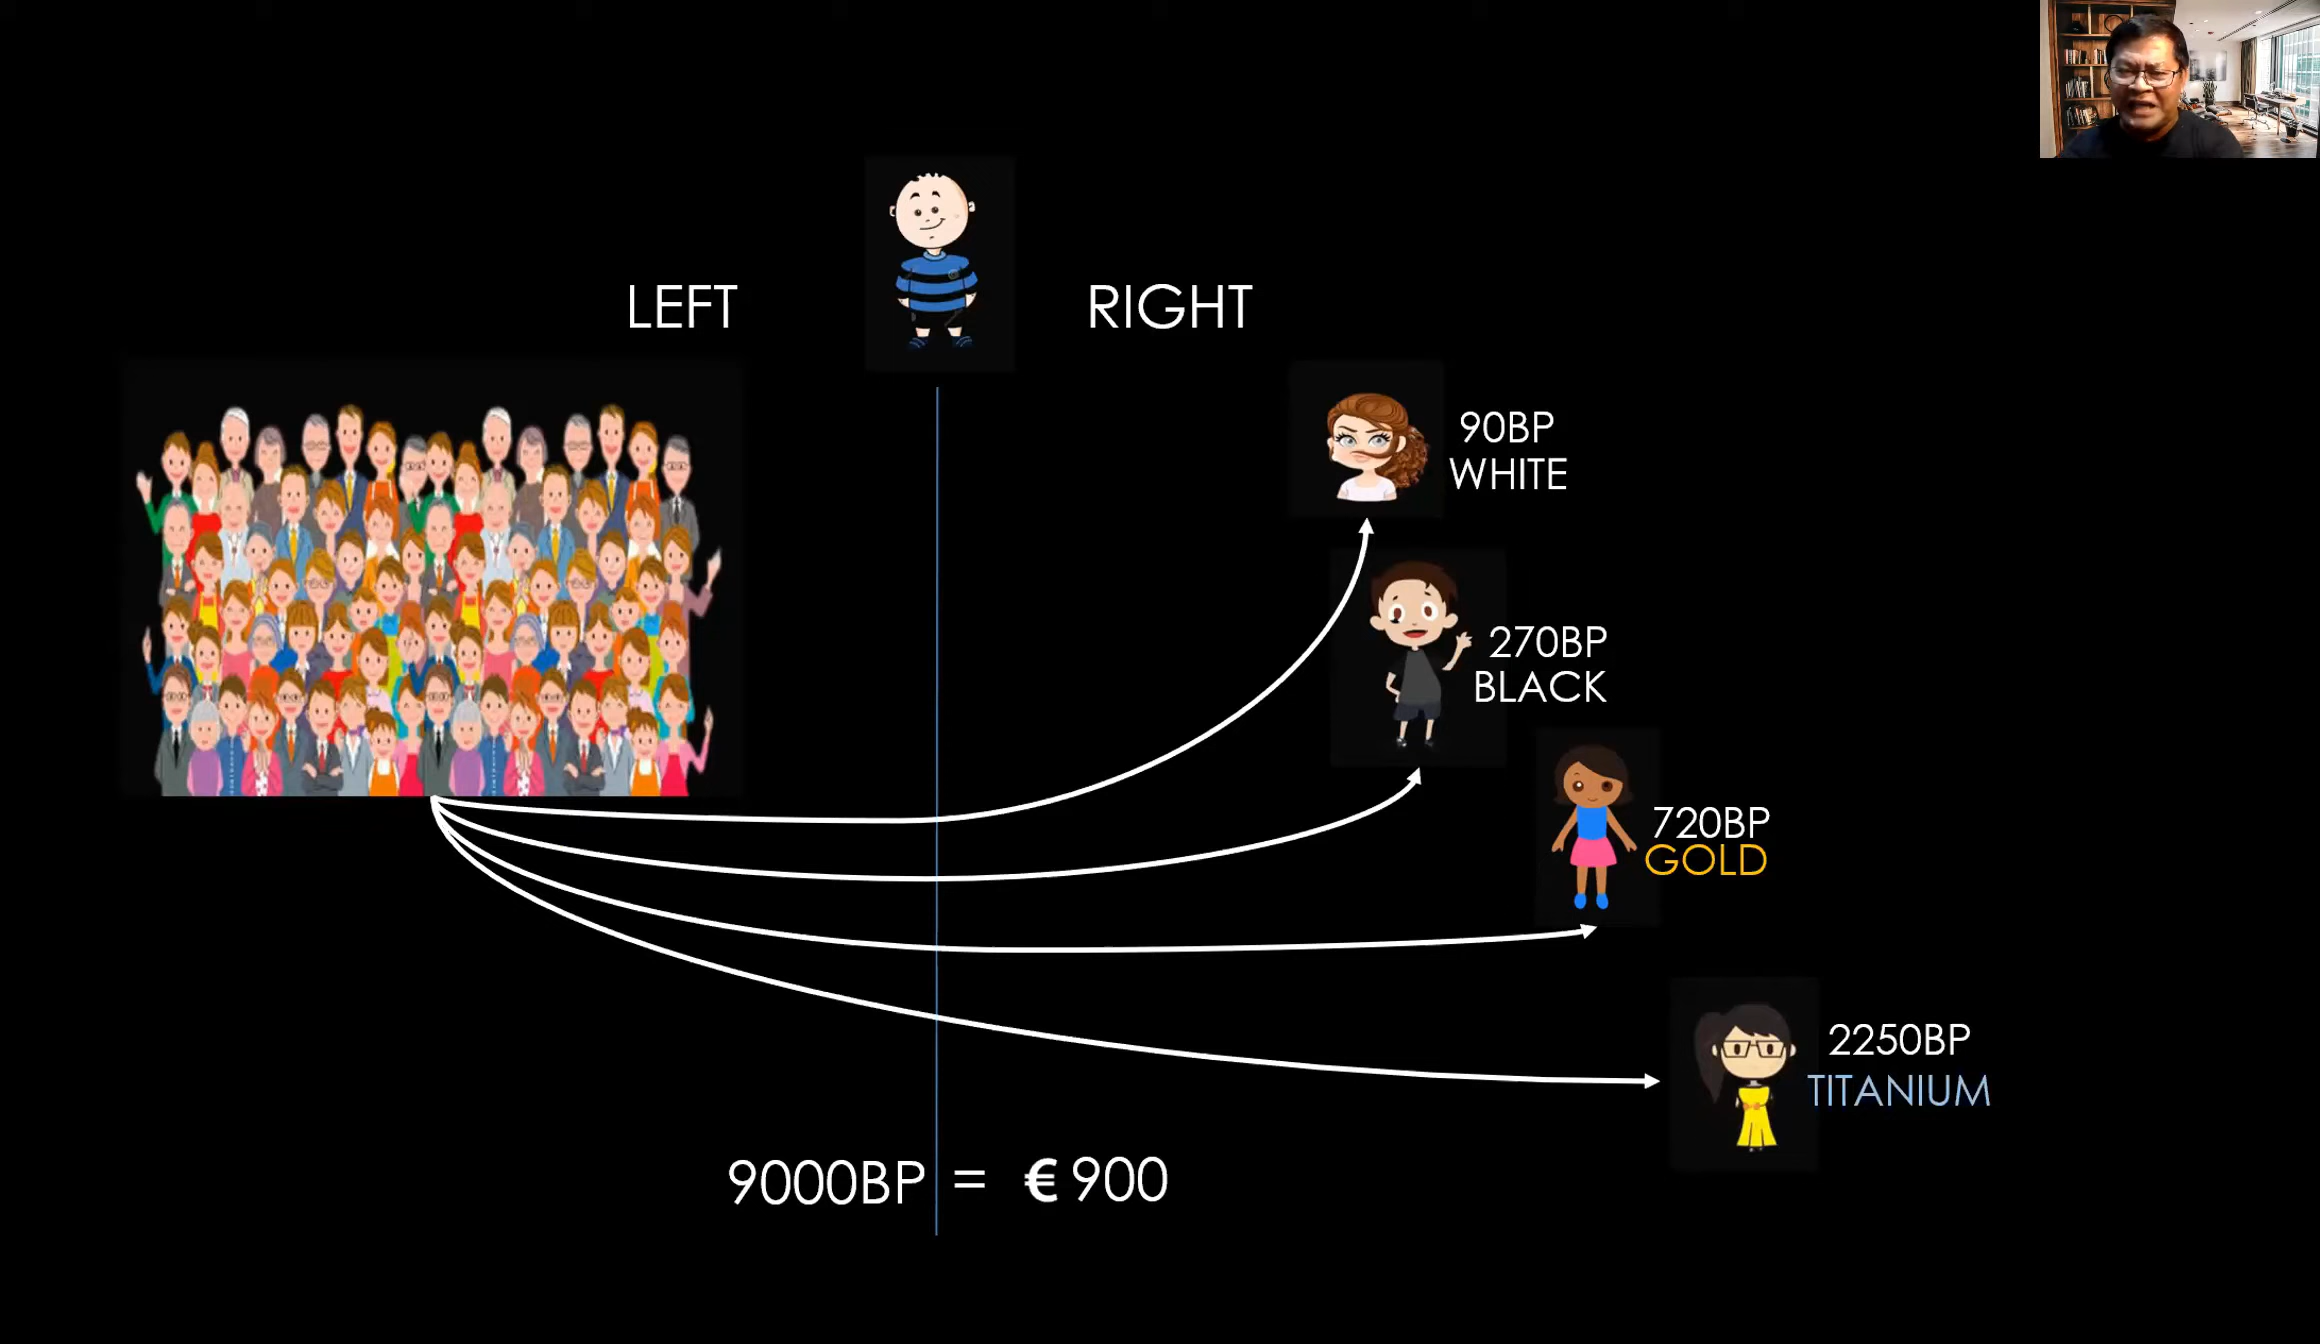 LEFT
RIGHT
90BP
WHITE
270BP
BLACK
720BP
GOLD
2250BP
TITANIUM
9000BP = € 900